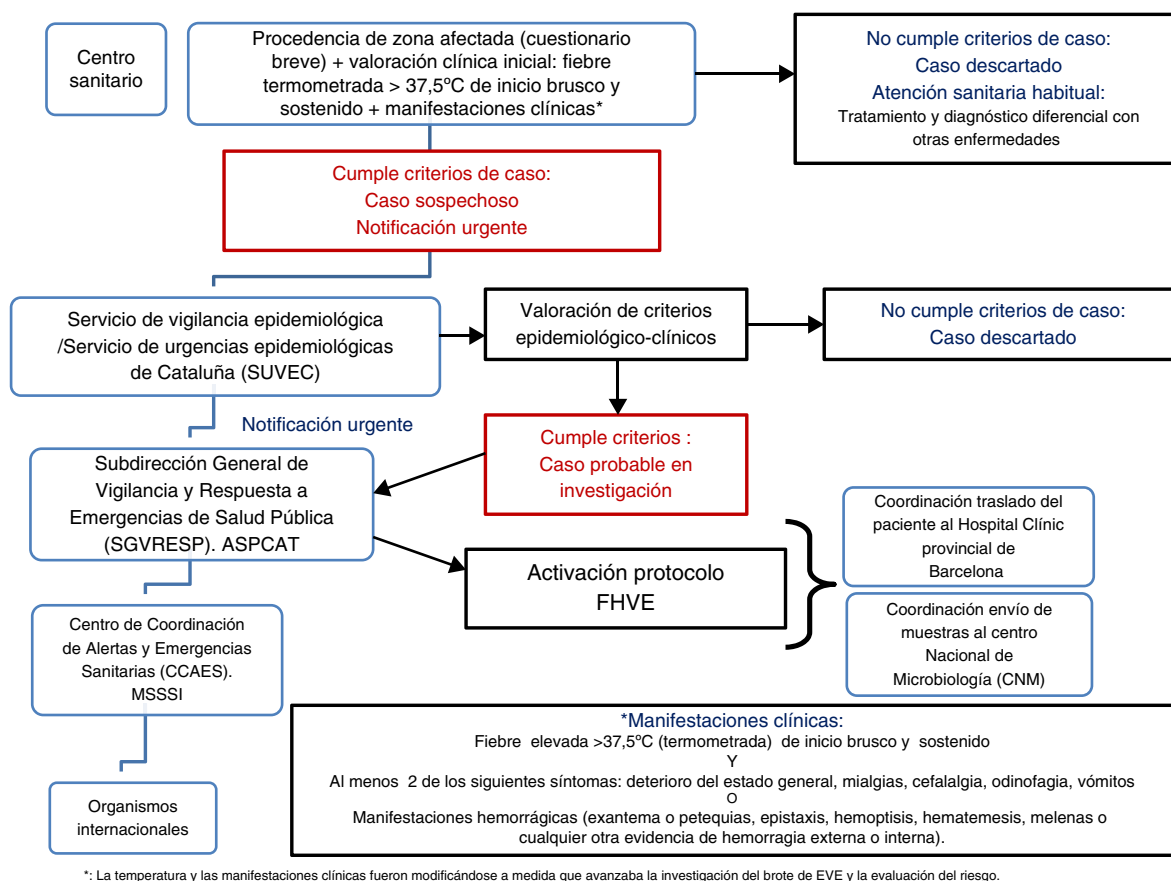 Centro
sanitario
Procedencia de zona afectada (cuestionario
breve) + valoración clínica inicial: fiebre
termometrada > 37,5ºC de inicio brusco y
sostenido + manifestaciones clínicas*
No cumple criterios de caso:
Caso descartado
Atención sanitaria habitual:
Tratamiento y diagnóstico diferencial con
otras enfermedades
Cumple criterios de caso:
Caso sospechoso
Notificación urgente
Servicio de vigilancia epidemiológica
/Servicio de urgencias epidemiológicas
de Cataluña (SUVEC)
Valoración de criterios
epidemiológico-clínicos
No cumple criterios de caso:
Caso descartado
Notificación urgente
Cumple criterios :
Caso probable en
investigación
Subdirección General de
Vigilancia y Respuesta a
Emergencias de Salud Pública
(SGVRESP). ASPCAT
Activación protocolo
FHVE
Coordinación traslado del
paciente al Hospital Clínic
provincial de
Barcelona
Coordinación envío de
muestras al centro
Nacional de
Microbiología (CNM)
Centro de Coordinación
de Alertas y Emergencias
Sanitarias (CCAES).
MSSSI
Organismos
internacionales
*Manifestaciones clínicas:
Fiebre elevada >37,5ºC (termometrada) de inicio brusco y sostenido
Y
Al menos 2 de los siguientes síntomas: deterioro del estado general, mialgias, cefalalgia, odinofagia, vómitos
O
Manifestaciones hemorrágicas (exantema o petequias, epistaxis, hemoptisis, hematemesis, melenas o
cualquier otra evidencia de hemorragia externa o interna).
*: La temperatura y las manifestaciones clínicas fueron modificándose a medida que avanzaba la investigación del brote de EVE y la evaluación del riesgo.